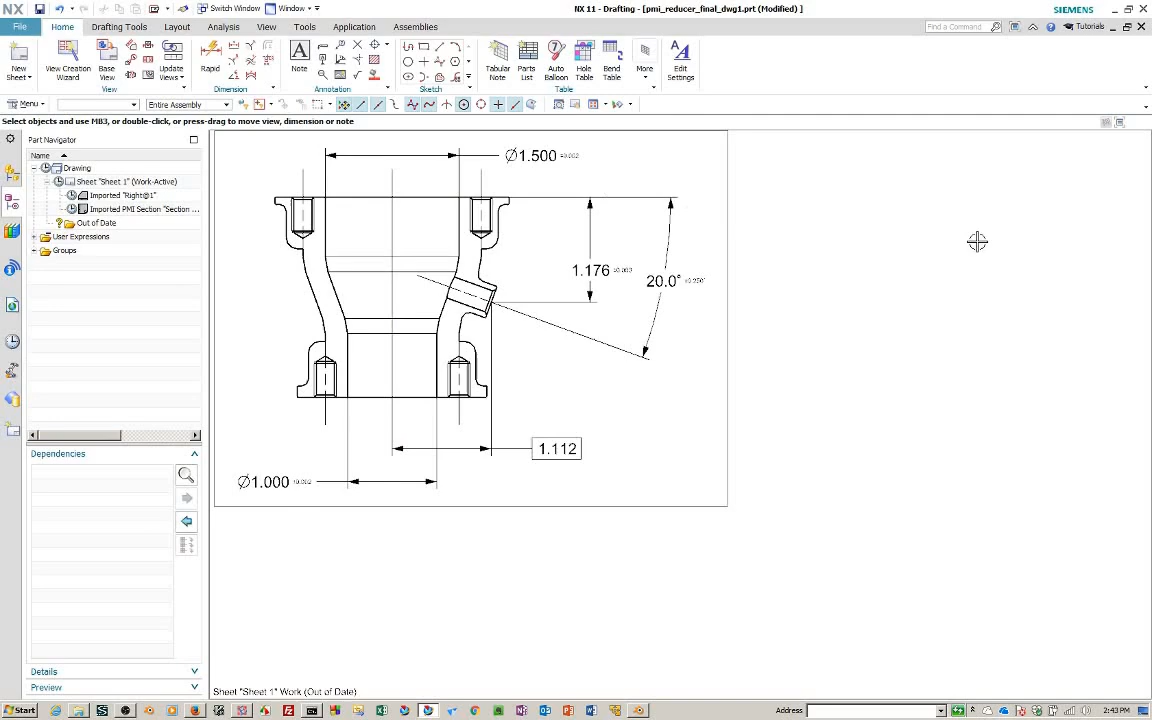 NX
Switch Window
Window
NX 11 - Drafting - [pmi_reducer_final_dwg1.prt (Modified) ]
SIEMENS
File
Home
Drafting Tools
Layout
Analysis
View
Tools
Application
Assemblies
Find a Command
Tutorials
New Sheet
View Creation Wizard
Base View
Update Views
Rapid
Note
Tabular Note
Parts List
Auto Balloon
Hole Table
Bend Table
More
Edit Settings
View
Dimension
Annotation
Sketch
Table
Menu
Entire Assembly
Select objects and use MB3, or double-click, or press-drag to move view, dimension or note
Part Navigator
Name
Drawing
Sheet "Sheet 1" (Work-Active)
Imported "Right@1"
Imported PMI Section "Section ...
Out of Date
User Expressions
Groups
Dependencies
Details
Preview
Ø1.500
1.176
20.0°
1.112
Ø1.000
Sheet "Sheet 1" Work (Out of Date)
Start
Address
2:43 PM